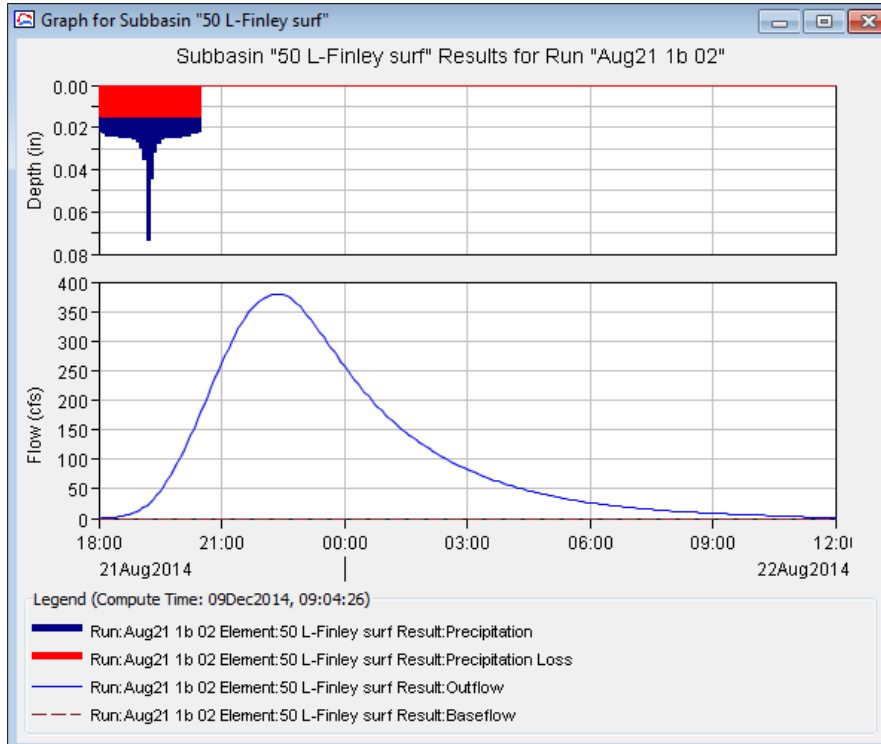 Graph for Subbasin "50 L-Finley surf"
Subbasin "50 L-Finley surf" Results for Run "Aug21 1b 02"
0.00
0.02
0.04
0.06
0.08
Depth (in)
400
350
300
250
200
150
100
50
0
Flow (cfs)
18:00 21:00 00:00 03:00 06:00 09:00 12:0
21Aug2014 22Aug2014
Legend (Compute Time: 09Dec2014, 09:04:26)
Run:Aug21 1b 02 Element:50 L-Finley surf Result:Precipitation
Run:Aug21 1b 02 Element:50 L-Finley surf Result:Precipitation Loss
Run:Aug21 1b 02 Element:50 L-Finley surf Result:Outflow
Run:Aug21 1b 02 Element:50 L-Finley surf Result:Baseflow